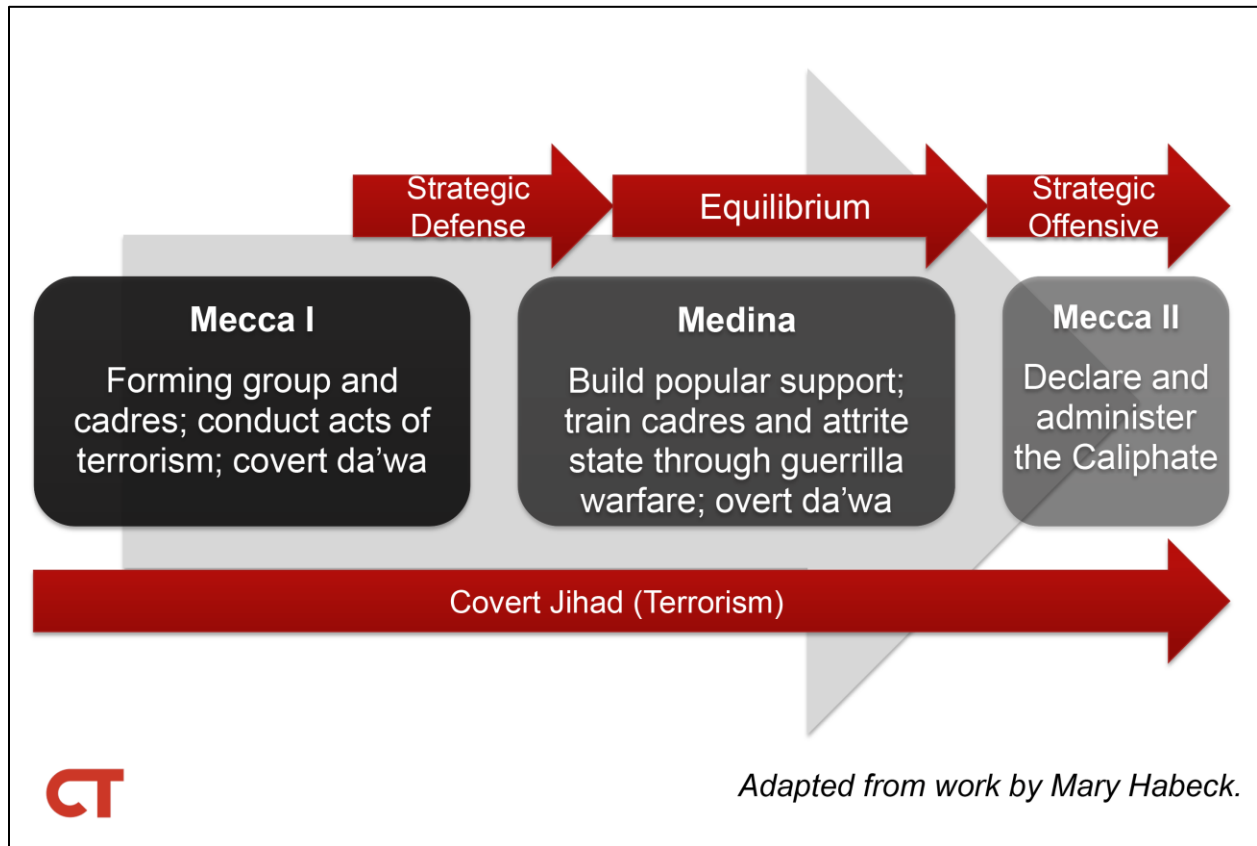 Strategic
Defense
Equilibrium
Strategic
Offensive
Mecca I
Forming group and
cadres; conduct acts of
terrorism; covert da’wa
Medina
Build popular support;
train cadres and attrite
state through guerrilla
warfare; overt da’wa
Mecca II
Declare and
administer
the Caliphate
Covert Jihad (Terrorism)
CT
Adapted from work by Mary Habeck.